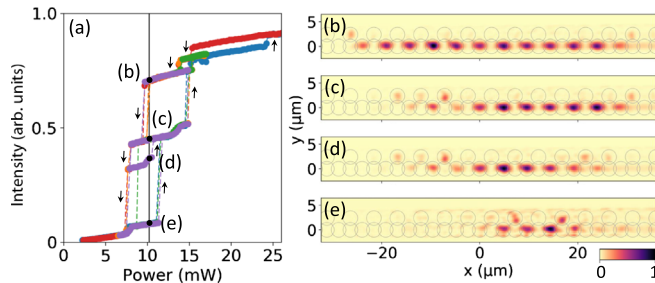 (a)
1.0
0.5
0
Intensity (arb. units)
(b)
(c)
(d)
(e)
0 5 10 15 20 25
Power (mW)
(b)
5
0
(c)
5
0
(d)
5
0
(e)
5
0
y (μm)
−20 0 20
x (μm)
0 1